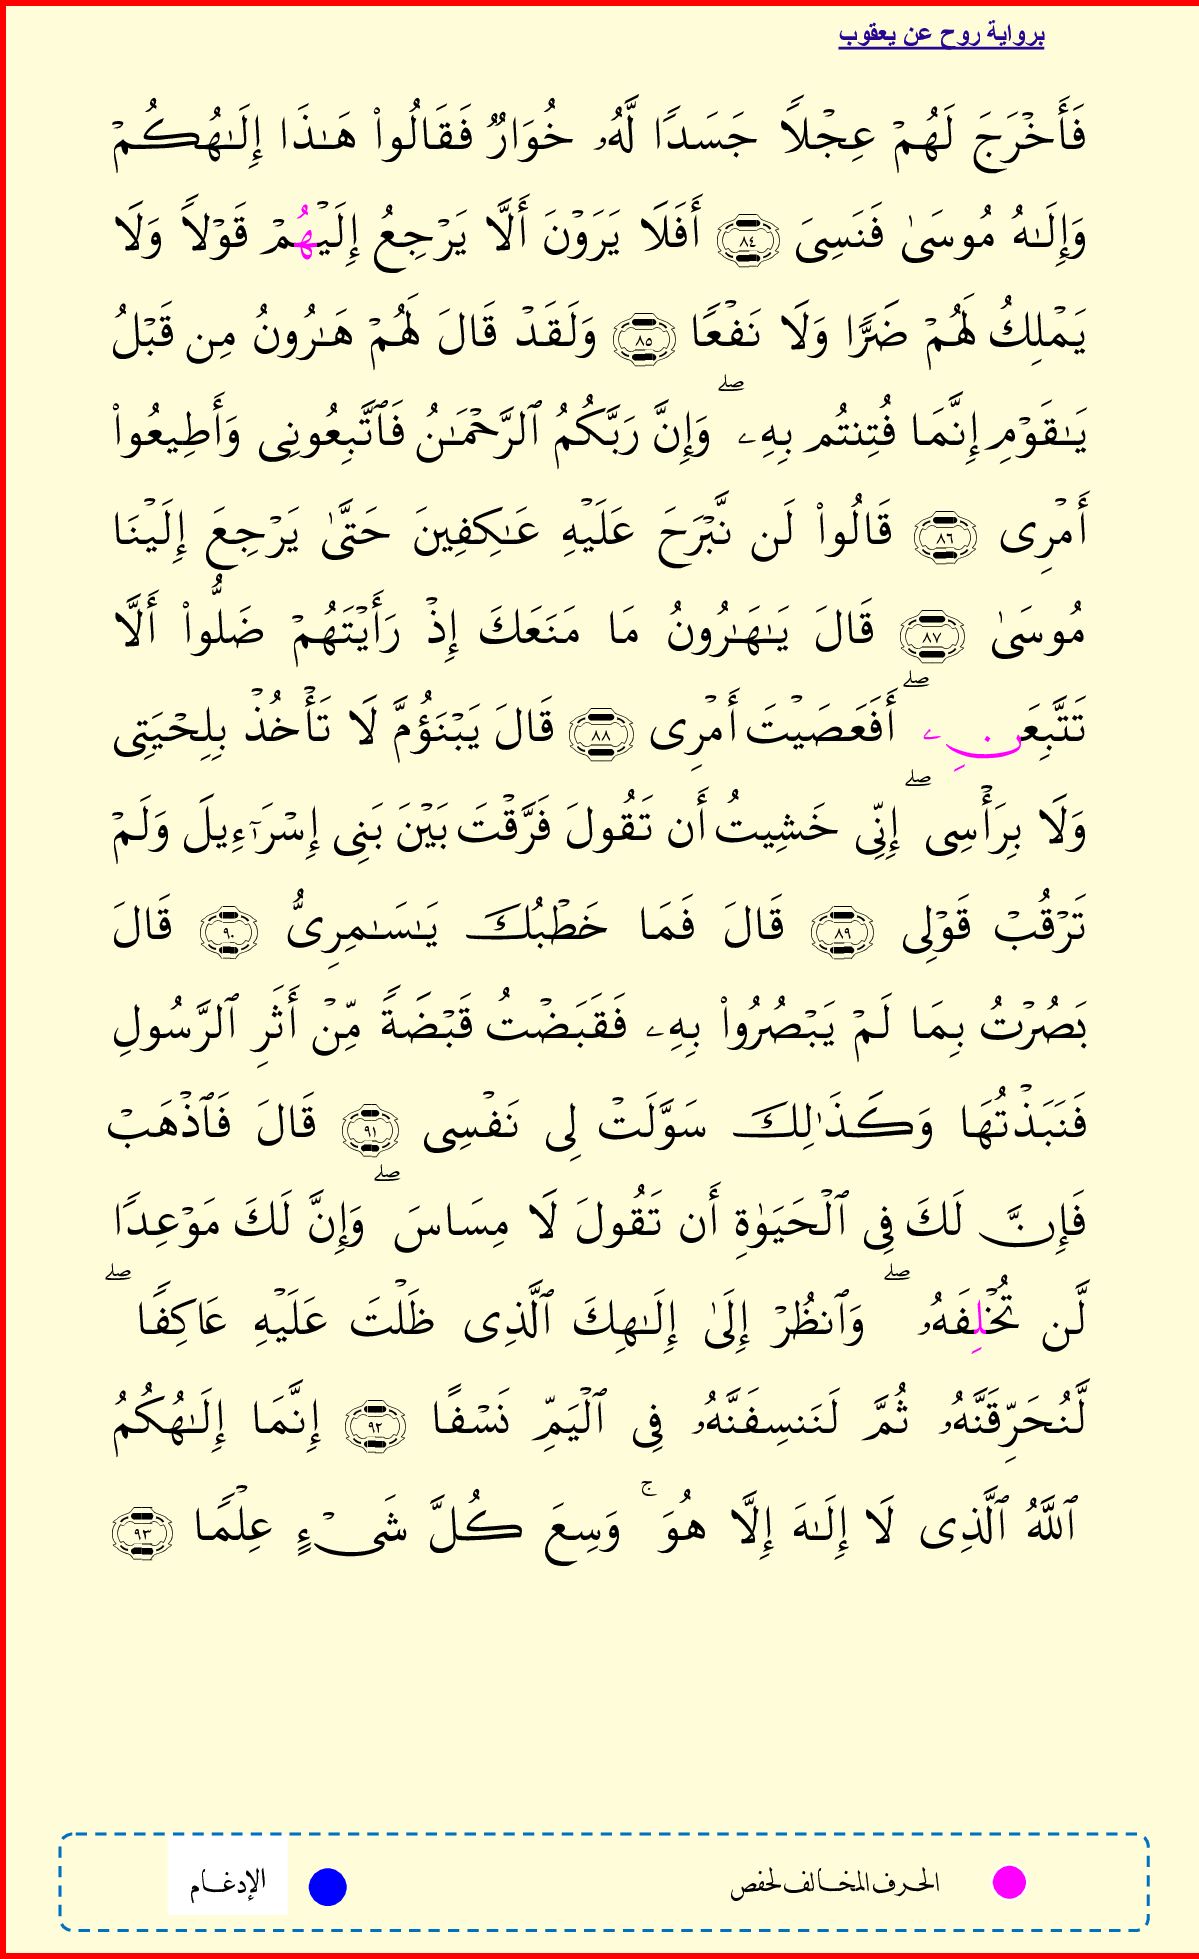 برواية روح عن يعقوب
فَأَخْرَجَ لَهُمْ عِجْلًا جَسَدًا لَّهُۥ خُوَارٌ فَقَالُوا۟ هَـٰذَا إِلَـٰهُكُمْ
وَإِلَـٰهُ مُوسَىٰ فَنَسِىَ ٨٤ أَفَلَا يَرَوْنَ أَلَّا يَرْجِعُ إِلَيْهُمْ قَوْلًا وَلَا
يَمْلِكُ لَهُمْ ضَرًّا وَلَا نَفْعًا ٨٥ وَلَقَدْ قَالَ لَهُمْ هَـٰرُونُ مِن قَبْلُ
يَـٰقَوْمِ إِنَّمَا فُتِنتُم بِهِۦ ۖ وَإِنَّ رَبَّكُمُ ٱلرَّحْمَـٰنُ فَٱتَّبِعُونِى وَأَطِيعُوا۟
أَمْرِى ٨٦ قَالُوا۟ لَن نَّبْرَحَ عَلَيْهِ عَـٰكِفِينَ حَتَّىٰ يَرْجِعَ إِلَيْنَا
مُوسَىٰ ٨٧ قَالَ يَـٰهَـٰرُونُ مَا مَنَعَكَ إِذْ رَأَيْتَهُمْ ضَلُّوا۟ أَلَّا
تَتَّبِعَنِۦ ۖ أَفَعَصَيْتَ أَمْرِى ٨٨ قَالَ يَبْنَؤُمَّ لَا تَأْخُذْ بِلِحْيَتِى
وَلَا بِرَأْسِى ۖ إِنِّى خَشِيتُ أَن تَقُولَ فَرَّقْتَ بَيْنَ بَنِى إِسْرَٰٓءِيلَ وَلَمْ
تَرْقُبْ قَوْلِى ٨٩ قَالَ فَمَا خَطْبُكَ يَـٰسَـٰمِرِىُّ ٩٠ قَالَ
بَصُرْتُ بِمَا لَمْ يَبْصُرُوا۟ بِهِۦ فَقَبَضْتُ قَبْضَةً مِّنْ أَثَرِ ٱلرَّسُولِ
فَنَبَذْتُهَا وَكَذَٰلِكَ سَوَّلَتْ لِى نَفْسِى ٩١ قَالَ فَٱذْهَبْ
فَإِنَّ لَكَ فِى ٱلْحَيَوٰةِ أَن تَقُولَ لَا مِسَاسَ ۖ وَإِنَّ لَكَ مَوْعِدًا
لَّن تُخْلِفَهُۥ ۖ وَٱنظُرْ إِلَىٰ إِلَـٰهِكَ ٱلَّذِى ظَلْتَ عَلَيْهِ عَاكِفًا ۖ
لَّنُحَرِّقَنَّهُۥ ثُمَّ لَنَنسِفَنَّهُۥ فِى ٱلْيَمِّ نَسْفًا ٩٢ إِنَّمَا إِلَـٰهُكُمُ
ٱللَّهُ ٱلَّذِى لَا إِلَـٰهَ إِلَّا هُوَ ۚ وَسِعَ كُلَّ شَىْءٍ عِلْمًا ٩٣
الحرف المخالف لحفص الإدغام